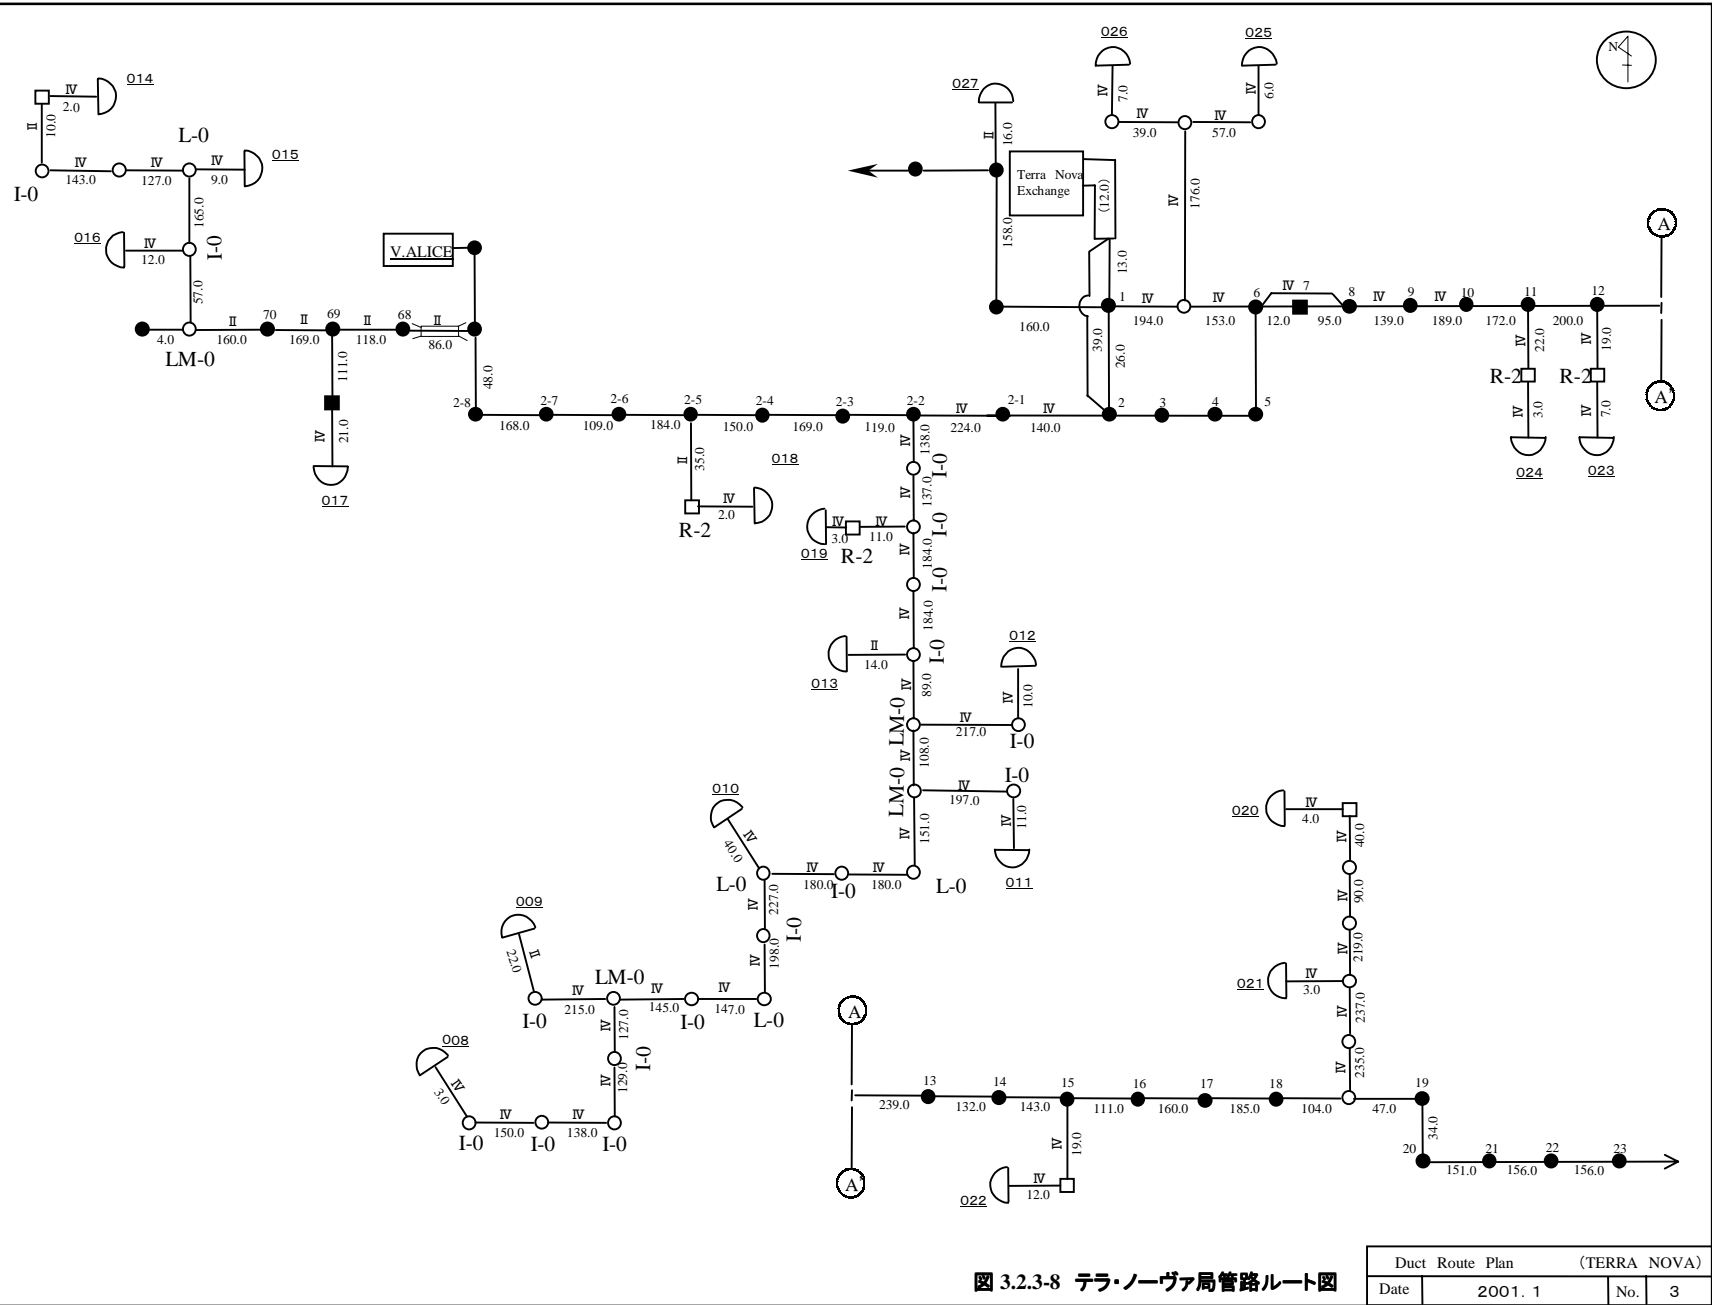 026 025
N
027
IV 7.0 IV 6.0
IV 39.0 IV 57.0
014
IV 2.0
II 10.0
L-0
IV 143.0 IV 127.0 IV 9.0 015
I-0
165.0
016 IV 12.0 I-0
57.0
V.ALICE
II 16.0
Terra Nova
Exchange
(12.0)
158.0
13.0
IV 176.0
A
4.0 II 160.0 70 II 169.0 69 II 118.0 68 II 86.0
LM-0
160.0 1 IV 194.0 IV 153.0 6 12.0 IV 7 95.0 8 IV 139.0 9 IV 189.0 10 172.0 11 200.0 12
111.0
48.0
39.0
26.0
IV 22.0 IV 19.0
R-2 R-2
IV 3.0 IV 7.0
A'
024 023
2-8 168.0 2-7 109.0 2-6 184.0 2-5 150.0 2-4 169.0 2-3 119.0 2-2 IV 224.0 2-1 IV 140.0 2 3 4 5
IV 21.0
017
II 35.0
018
IV 2.0
R-2
IV 138.0
I-0
IV 137.0
IV 3.0 IV 11.0 I-0
019 R-2
IV 184.0
I-0
IV 184.0
II 14.0 I-0
013
012
IV 89.0
IV 10.0
LM-0 IV 217.0 I-0
IV 108.0
LM-0 IV 197.0 I-0
IV 151.0
IV 11.0
011
010
IV 40.0
L-0 IV 180.0 I-0 IV 180.0 L-0
IV 227.0
I-0
IV 198.0
009
II 22.0
LM-0
IV 215.0 IV 145.0 IV 147.0
I-0 I-0 L-0
IV 127.0
I-0
IV 129.0
008
IV 3.0
IV 150.0 IV 138.0
I-0 I-0 I-0
020 IV 4.0
IV 40.0
IV 90.0
IV 219.0
021 IV 3.0
IV 237.0
IV 235.0
A
239.0 13 132.0 14 143.0 15 111.0 16 160.0 17 185.0 18 104.0 47.0 19
IV 19.0
34.0
20 151.0 21 156.0 22 156.0 23
022 IV 12.0
A'
図 3.2.3-8 テラ・ノーヴァ局管路ルート図
Duct Route Plan (TERRA NOVA)
Date 2001. 1 No. 3